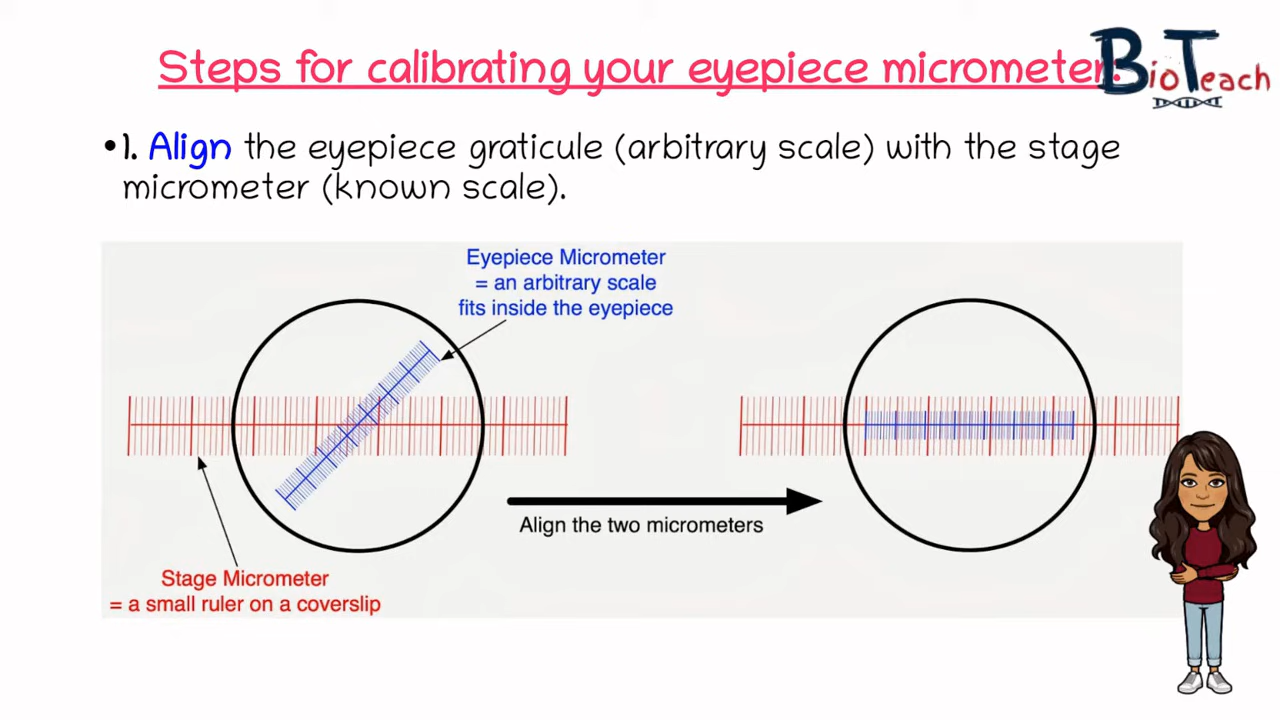 Steps for calibrating your eyepiece micrometer:
BioTeach
•1. Align the eyepiece graticule (arbitrary scale) with the stage
micrometer (known scale).
Eyepiece Micrometer
= an arbitrary scale
fits inside the eyepiece
Align the two micrometers
Stage Micrometer
= a small ruler on a coverslip